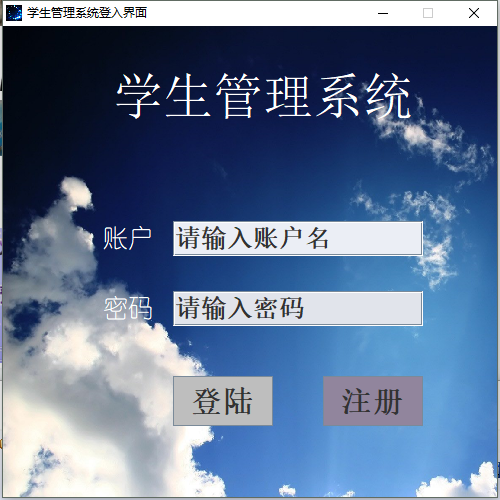 学生管理系统登入界面
学生管理系统
账户 请输入账户名
密码 请输入密码
登陆 注册